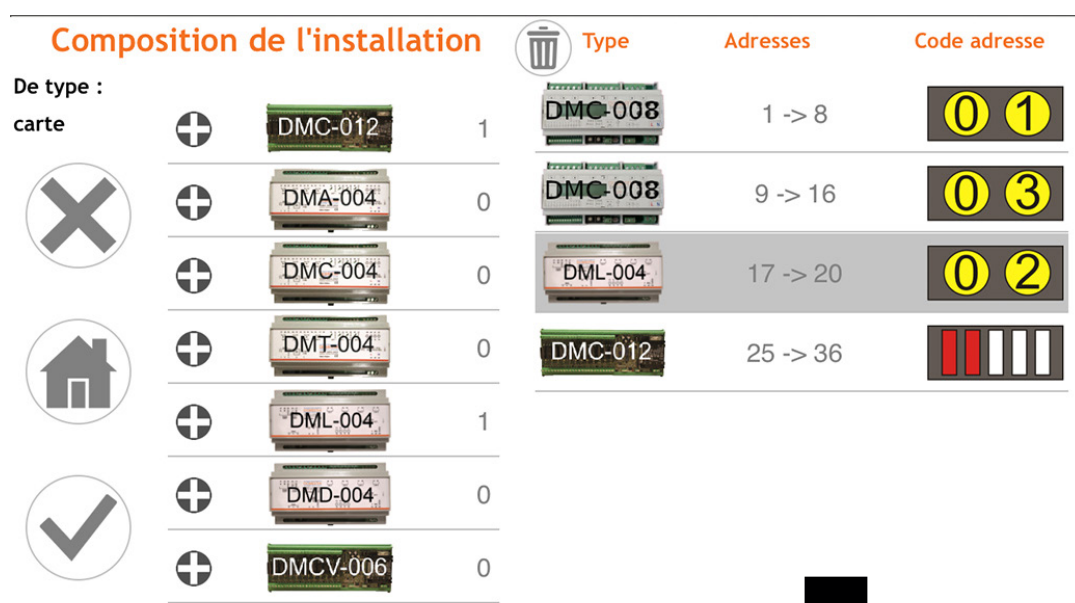 Composition de l'installation
De type :
carte
DMC-012 1
DMA-004 0
DMC-004 0
DMT-004 0
DML-004 1
DMD-004 0
DMCV-006 0
Type Adresses Code adresse
DMC-008 1 -> 8 0 1
DMC-008 9 -> 16 0 3
DML-004 17 -> 20 0 2
DMC-012 25 -> 36